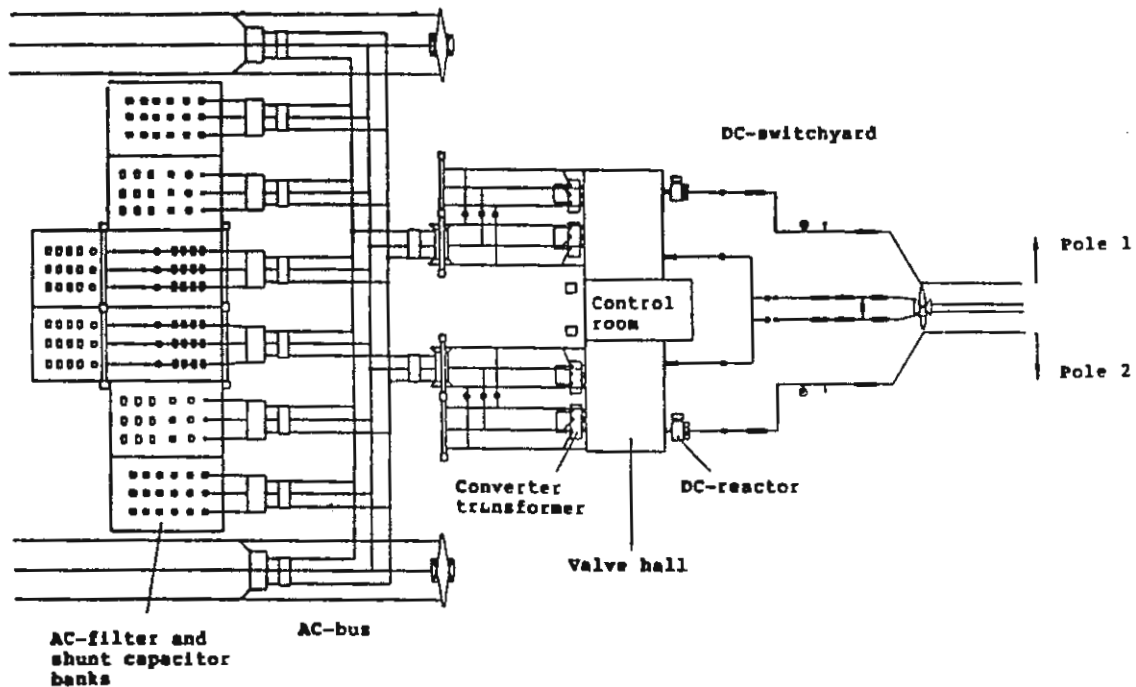 DC-switchyard
Pole 1
Control
room
Pole 2
Converter
transformer
DC-reactor
Valve hall
AC-bus
AC-filter and
shunt capacitor
banks